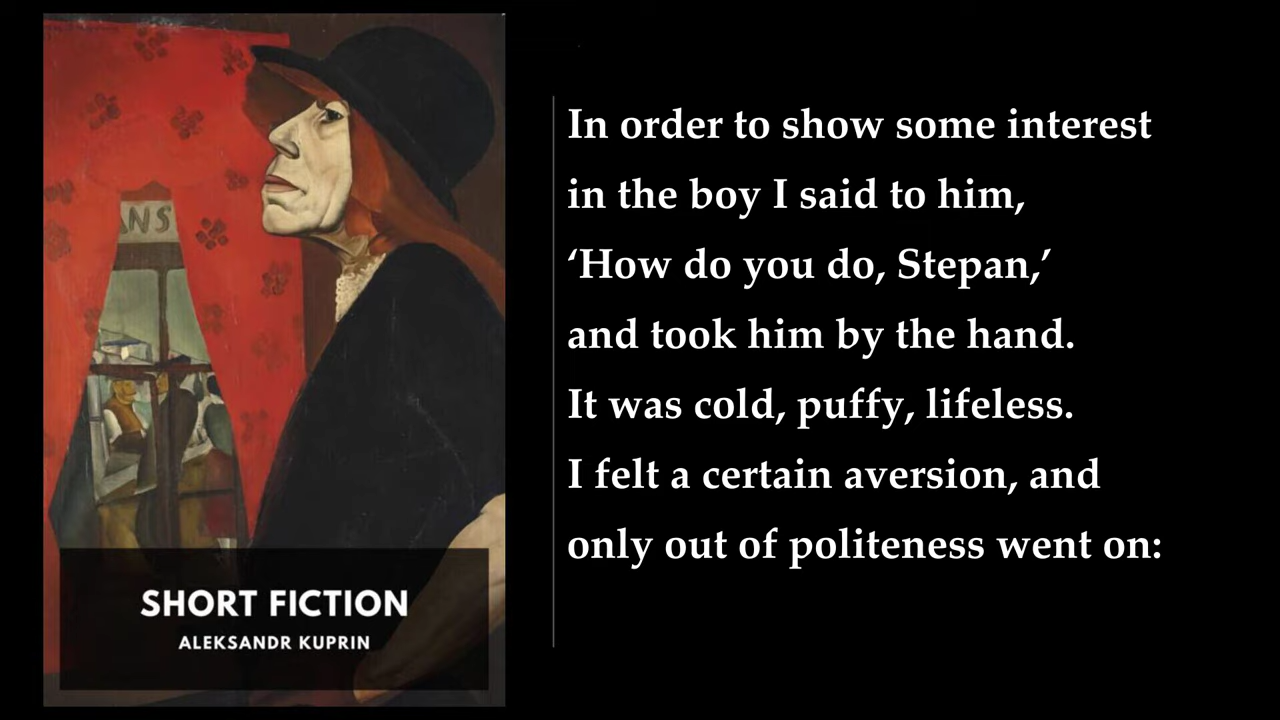 ANS
SHORT FICTION
ALEKSANDR KUPRIN
In order to show some interest
in the boy I said to him,
‘How do you do, Stepan,’
and took him by the hand.
It was cold, puffy, lifeless.
I felt a certain aversion, and
only out of politeness went on: